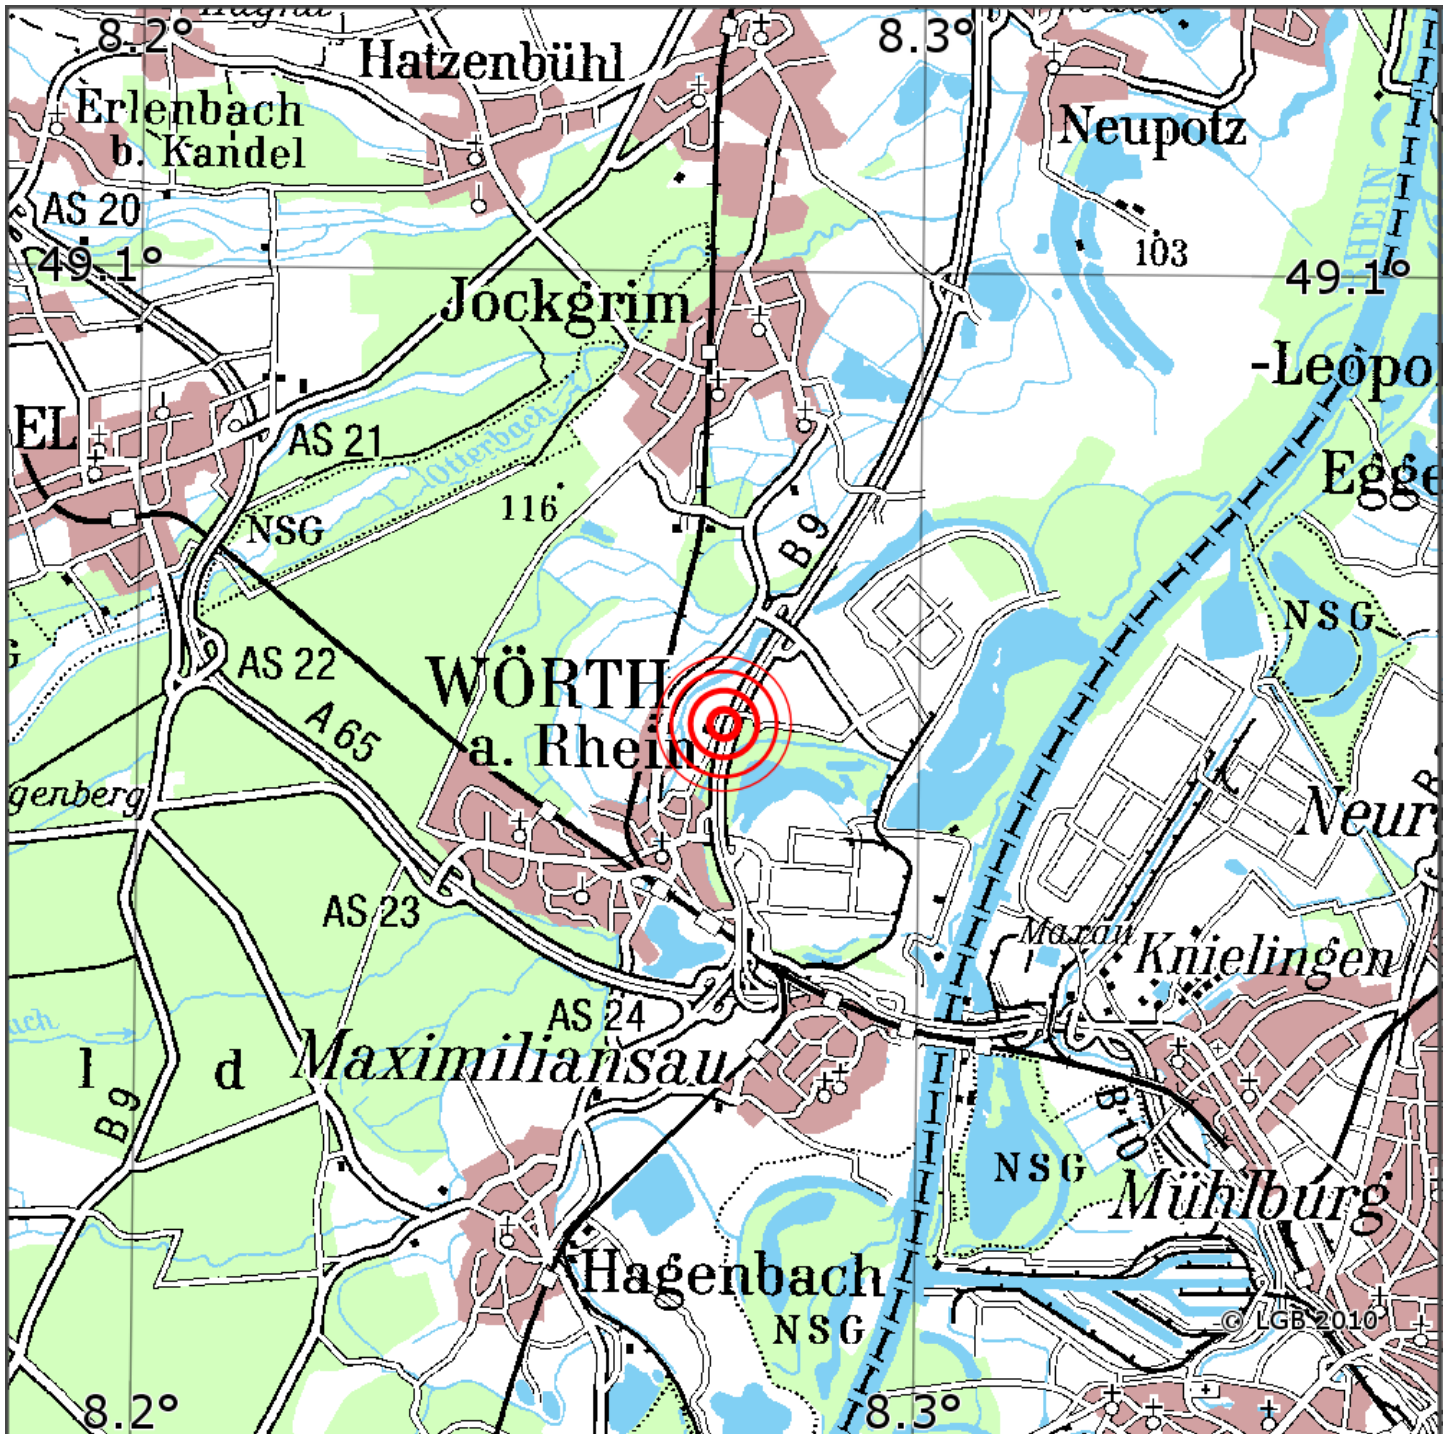 8.2°
8.3°
Hatzenbühl
Erlenbach
b. Kandel
Neupotz
AS 20
RHEIN
49.1°
103
49.1°
Jockgrim
-Leopo
EL
AS 21
Otterbach
Egge
116
NSG
B 9
NSG
AS 22
WÖRTH
a. Rhein
A 65
genberg
B
Neur
AS 23
Maxau
Knielingen
AS 24
ach
Maximiliansau
l d
B 9
B 10
NSG
Mühlburg
Hagenbach
NSG
© LGB 2010
8.2°
8.3°